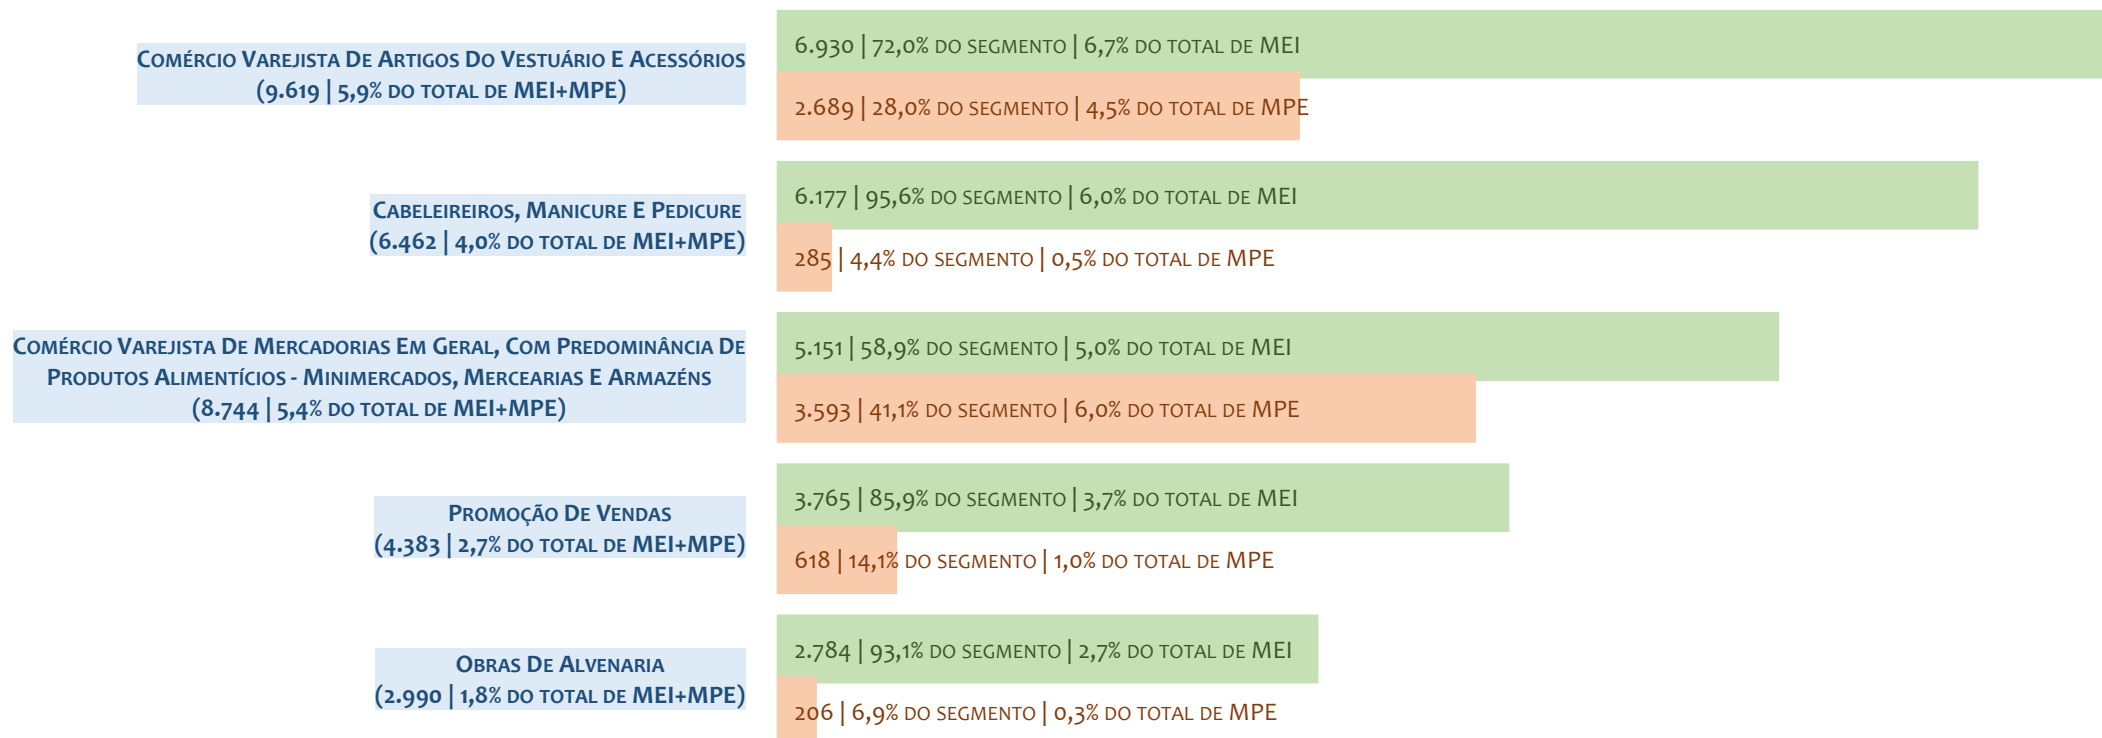 Comércio Varejista De Artigos Do Vestuário E Acessórios
(9.619 | 5,9% do total de MEI+MPE)
6.930 | 72,0% do segmento | 6,7% do total de MEI
2.689 | 28,0% do segmento | 4,5% do total de MPE
Cabeleireiros, Manicure E Pedicure
(6.462 | 4,0% do total de MEI+MPE)
6.177 | 95,6% do segmento | 6,0% do total de MEI
285 | 4,4% do segmento | 0,5% do total de MPE
Comércio Varejista De Mercadorias Em Geral, Com Predominância De
Produtos Alimentícios - Minimercados, Mercearias E Armazéns
(8.744 | 5,4% do total de MEI+MPE)
5.151 | 58,9% do segmento | 5,0% do total de MEI
3.593 | 41,1% do segmento | 6,0% do total de MPE
Promoção De Vendas
(4.383 | 2,7% do total de MEI+MPE)
3.765 | 85,9% do segmento | 3,7% do total de MEI
618 | 14,1% do segmento | 1,0% do total de MPE
Obras De Alvenaria
(2.990 | 1,8% do total de MEI+MPE)
2.784 | 93,1% do segmento | 2,7% do total de MEI
206 | 6,9% do segmento | 0,3% do total de MPE